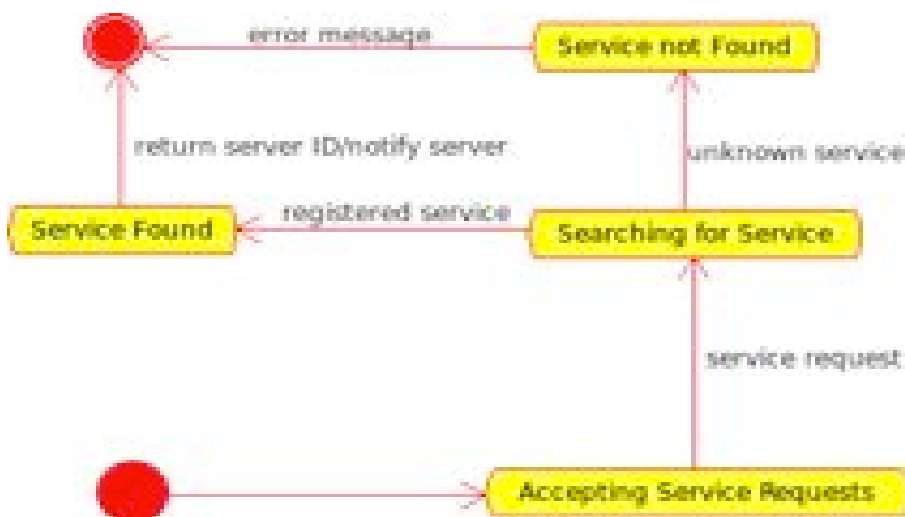 error message
Service not Found
return server ID/notify server
unknown service
registered service
Service Found
Searching for Service
service request
Accepting Service Requests